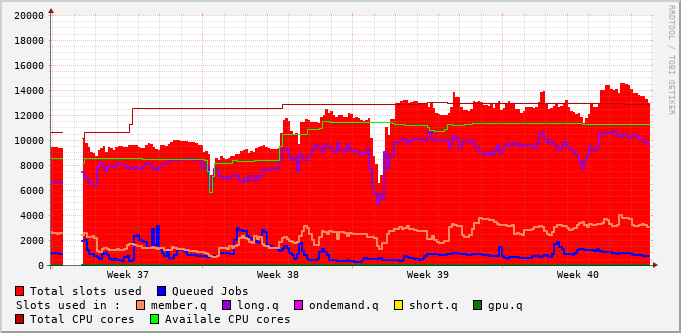 RRDTOOL / TOBI OETIKER
20000
18000
16000
14000
12000
10000
8000
6000
4000
2000
0
Week 37 Week 38 Week 39 Week 40
Total slots used Queued Jobs
Slots used in : member.q long.q ondemand.q short.q gpu.q
Total CPU cores Availale CPU cores